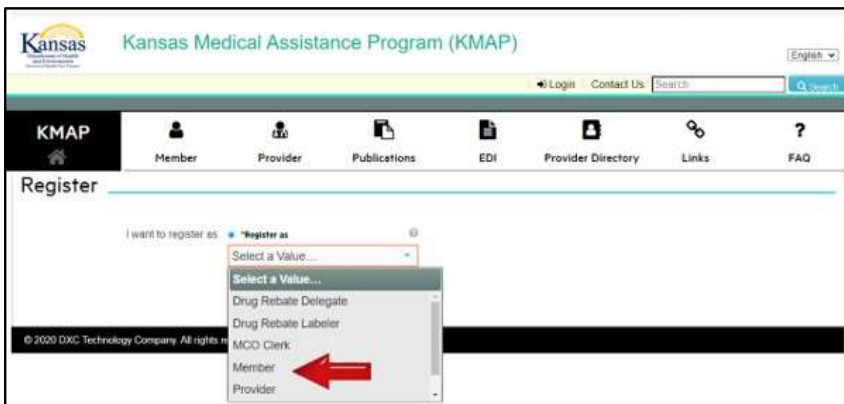 Kansas
Kansas Medical Assistance Program (KMAP)
English
Login Contact Us Search Search
KMAP
Member Provider Publications EDI Provider Directory Links FAQ
Register
I want to register as *Register as
Select a Value...
Select a Value...
Drug Rebate Delegate
Drug Rebate Labeler
© 2020 DXC Technology Company. All rights
MCO Clerk
Member
Provider